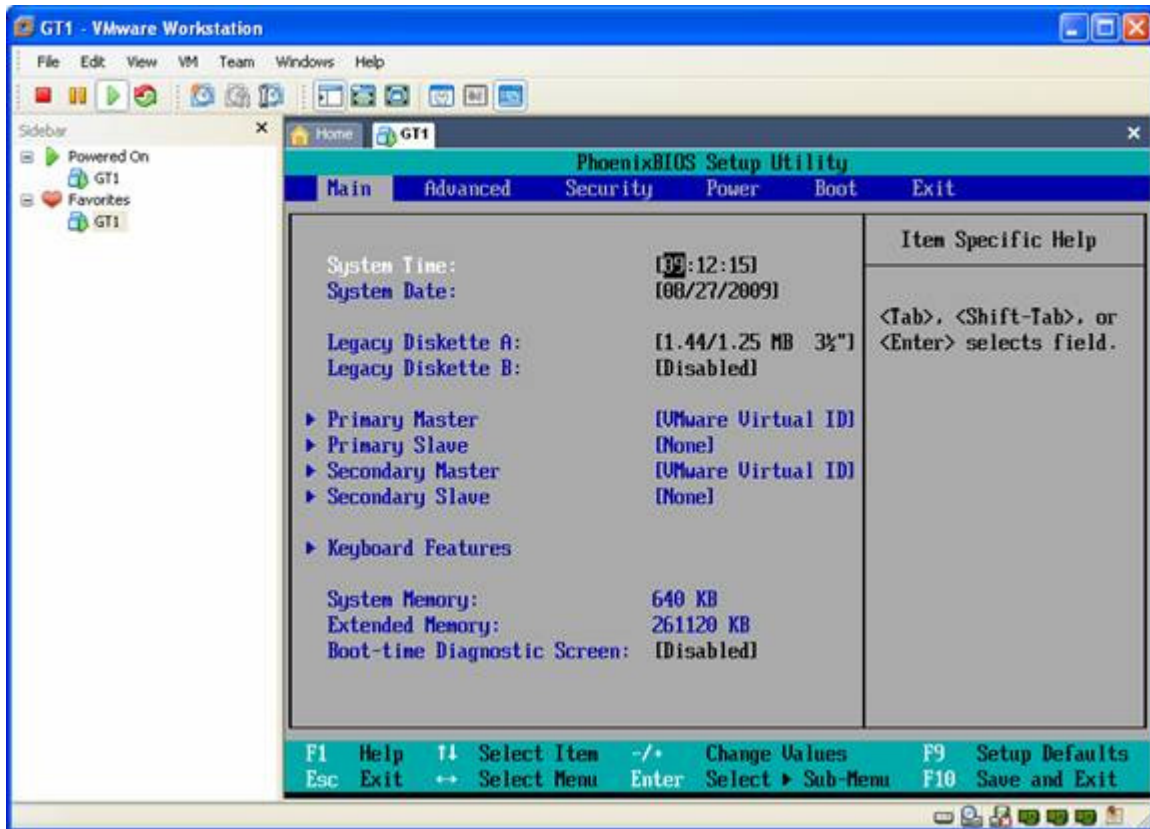 GT1 - VMware Workstation
File Edit View VM Team Windows Help
Sidebar
Powered On
GT1
Favorites
GT1
Home GT1
PhoenixBIOS Setup Utility
Main Advanced Security Power Boot Exit
Item Specific Help
System Time: [09:12:15]
System Date: [08/27/2009]
<Tab>, <Shift-Tab>, or
<Enter> selects field.
Legacy Diskette A: [1.44/1.25 MB 3½"]
Legacy Diskette B: [Disabled]
Primary Master [VMware Virtual ID]
Primary Slave [None]
Secondary Master [VMware Virtual ID]
Secondary Slave [None]
Keyboard Features
System Memory: 640 KB
Extended Memory: 261120 KB
Boot-time Diagnostic Screen: [Disabled]
F1 Help ↑↓ Select Item -/+ Change Values F9 Setup Defaults
Esc Exit ↔ Select Menu Enter Select ▶ Sub-Menu F10 Save and Exit